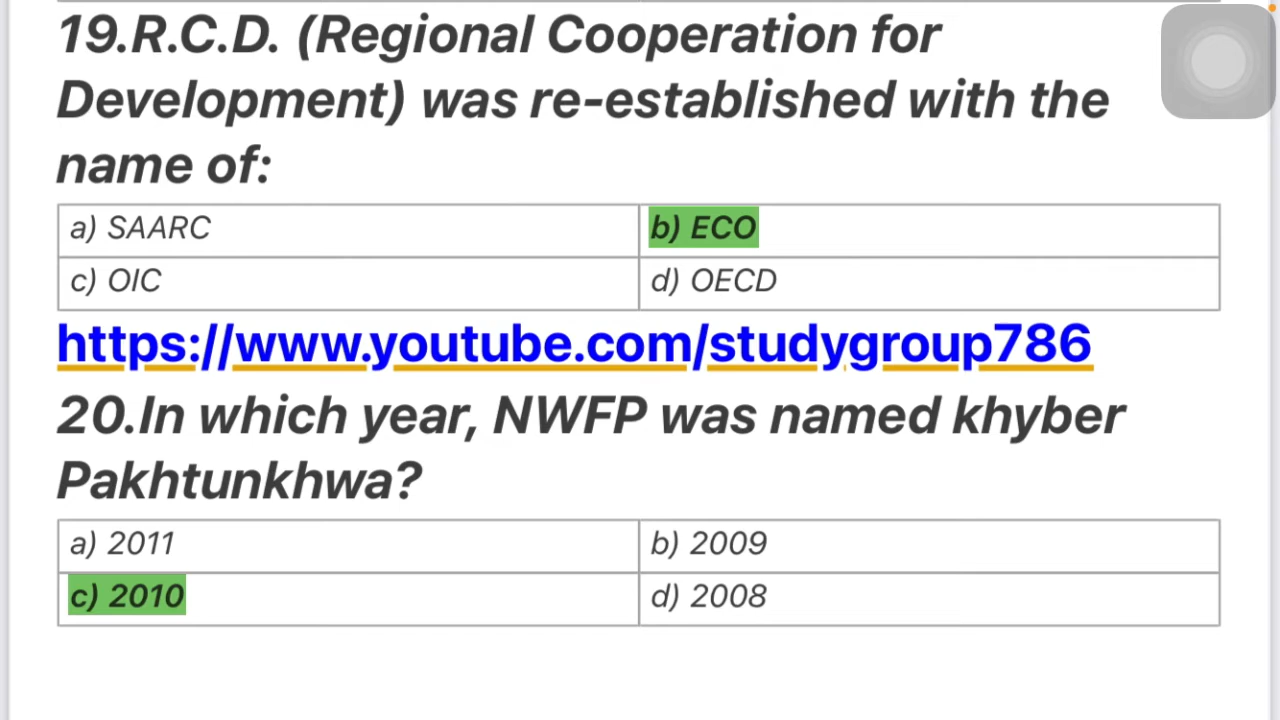 19.R.C.D. (Regional Cooperation for
Development) was re-established with the
name of:
a) SAARC b) ECO
c) OIC d) OECD
https://www.youtube.com/studygroup786
20.In which year, NWFP was named khyber
Pakhtunkhwa?
a) 2011 b) 2009
c) 2010 d) 2008